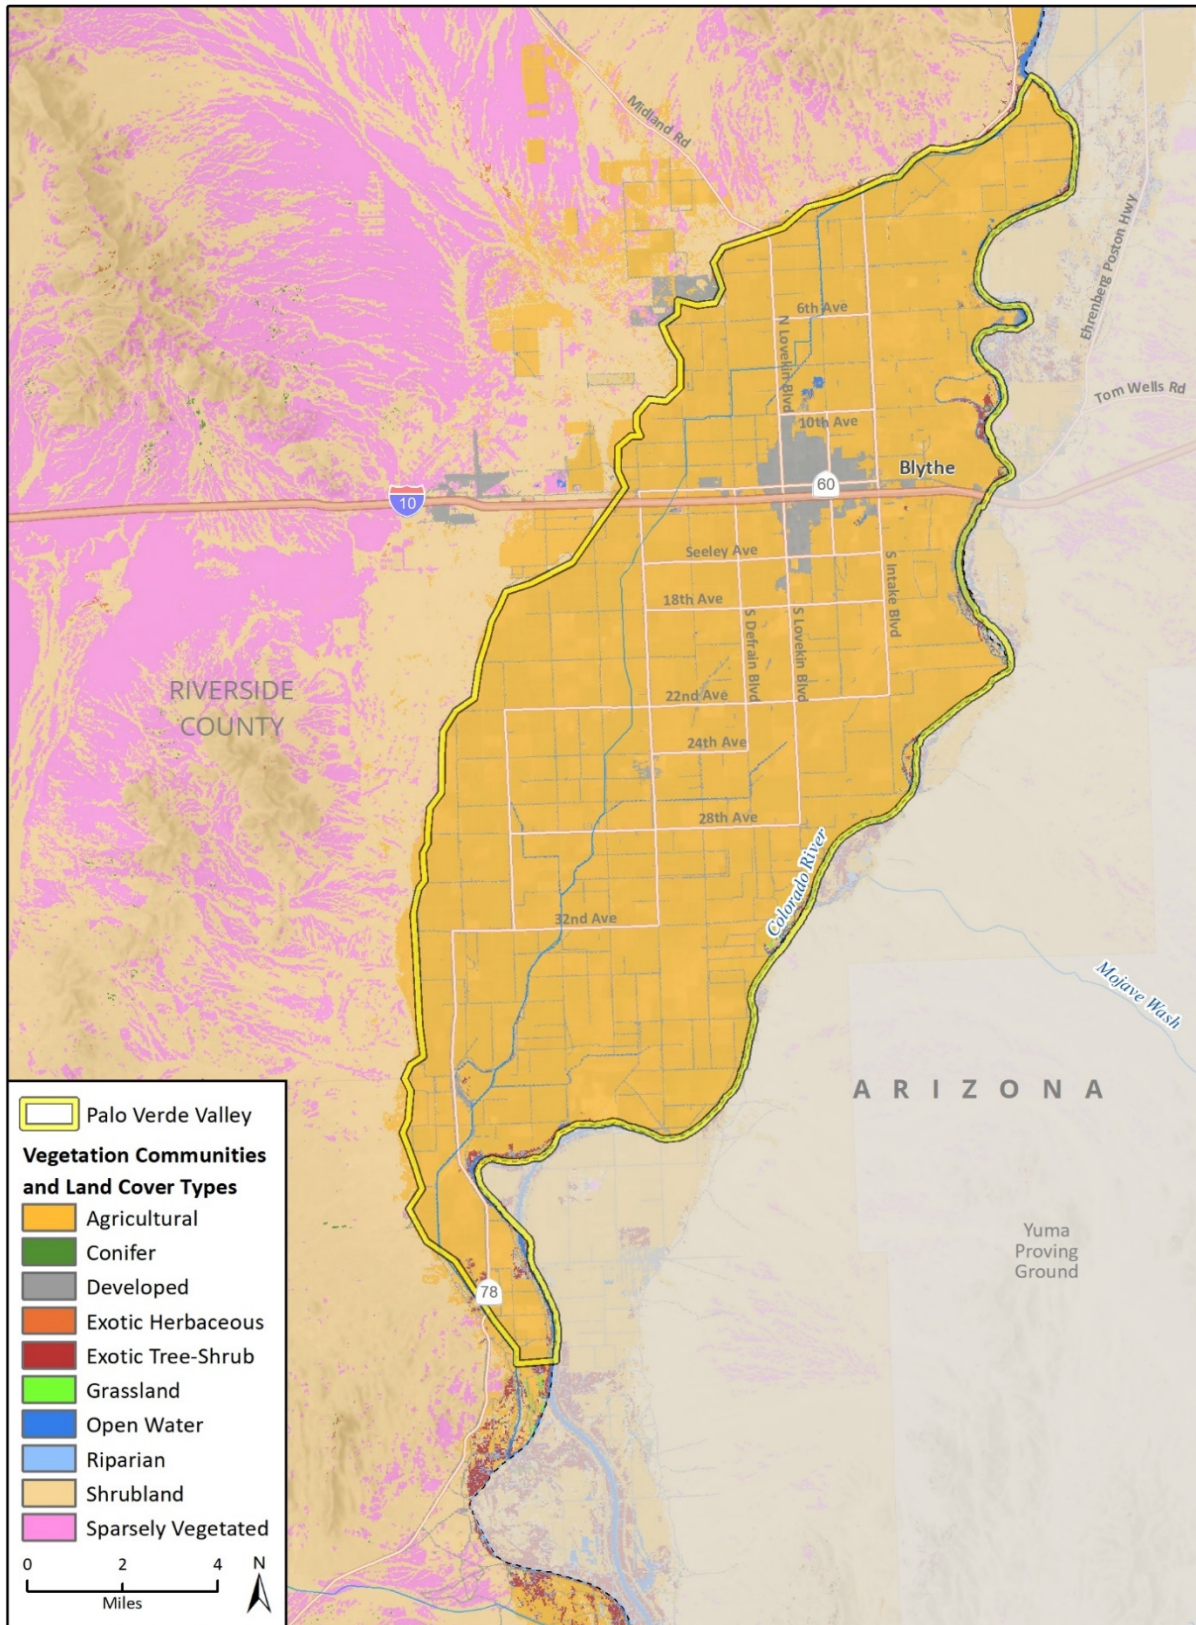 Midland Rd
Ehrenberg Poston Hwy
6th Ave
N Lovekin Blvd
Tom Wells Rd
10th Ave
Blythe
60
10
Seeley Ave
S Intake Blvd
18th Ave
S Defrain Blvd
S Lovekin Blvd
RIVERSIDE
COUNTY
22nd Ave
24th Ave
28th Ave
Colorado River
32nd Ave
Mojave Wash
ARIZONA
Yuma
Proving
Ground
78
Palo Verde Valley
Vegetation Communities
and Land Cover Types
Agricultural
Conifer
Developed
Exotic Herbaceous
Exotic Tree-Shrub
Grassland
Open Water
Riparian
Shrubland
Sparsely Vegetated
0 2 4 N
Miles